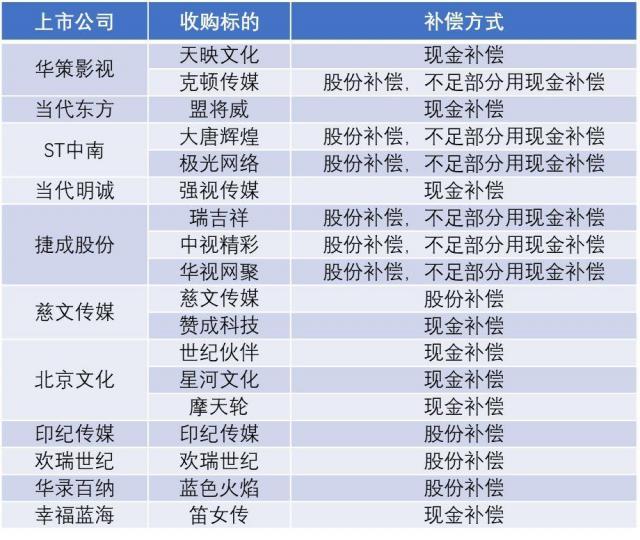 上市公司 收购标的 补偿方式
华策影视 天映文化 现金补偿
克顿传媒 股份补偿，不足部分用现金补偿
当代东方 盟将威 现金补偿
ST中南 大唐辉煌 股份补偿，不足部分用现金补偿
极光网络 股份补偿，不足部分用现金补偿
当代明诚 强视传媒 现金补偿
捷成股份 瑞吉祥 股份补偿，不足部分用现金补偿
中视精彩 股份补偿，不足部分用现金补偿
华视网聚 股份补偿，不足部分用现金补偿
慈文传媒 慈文传媒 股份补偿
赞成科技 现金补偿
北京文化 世纪伙伴 现金补偿
星河文化 现金补偿
摩天轮 现金补偿
印纪传媒 印纪传媒 股份补偿
欢瑞世纪 欢瑞世纪 股份补偿
华录百纳 蓝色火焰 股份补偿
幸福蓝海 笛女传 现金补偿